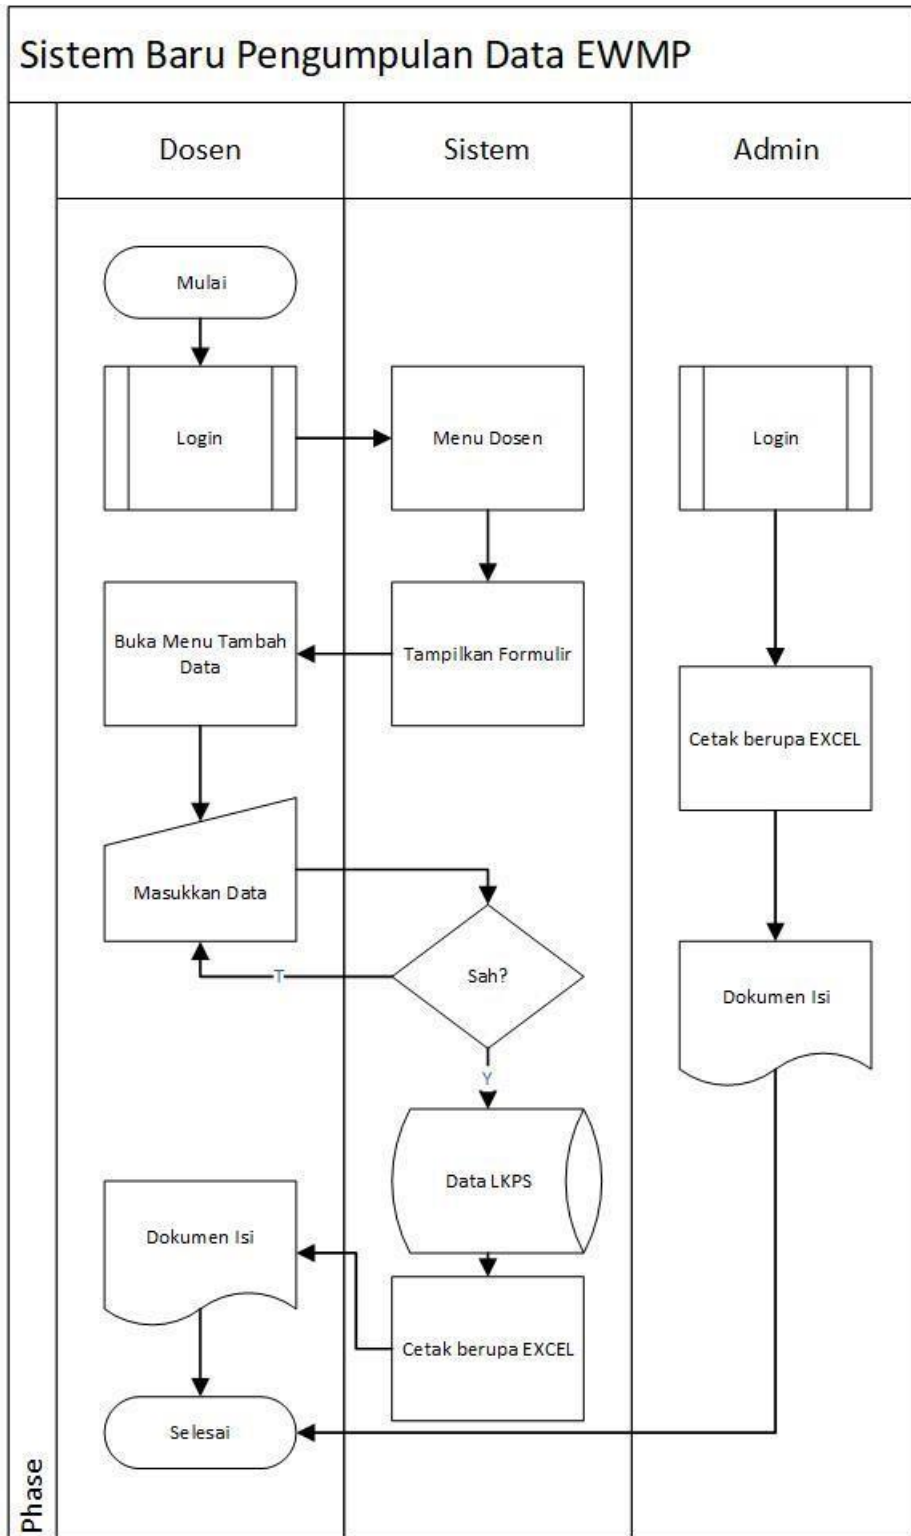 Sistem Baru Pengumpulan Data EWMP
Dosen
Sistem
Admin
Mulai
Login
Menu Dosen
Login
Buka Menu Tambah
Data
Tampilkan Formulir
Cetak berupa EXCEL
Masukkan Data
Sah?
T
Dokumen Isi
Y
Data LKPS
Dokumen Isi
Cetak berupa EXCEL
Selesai
Phase